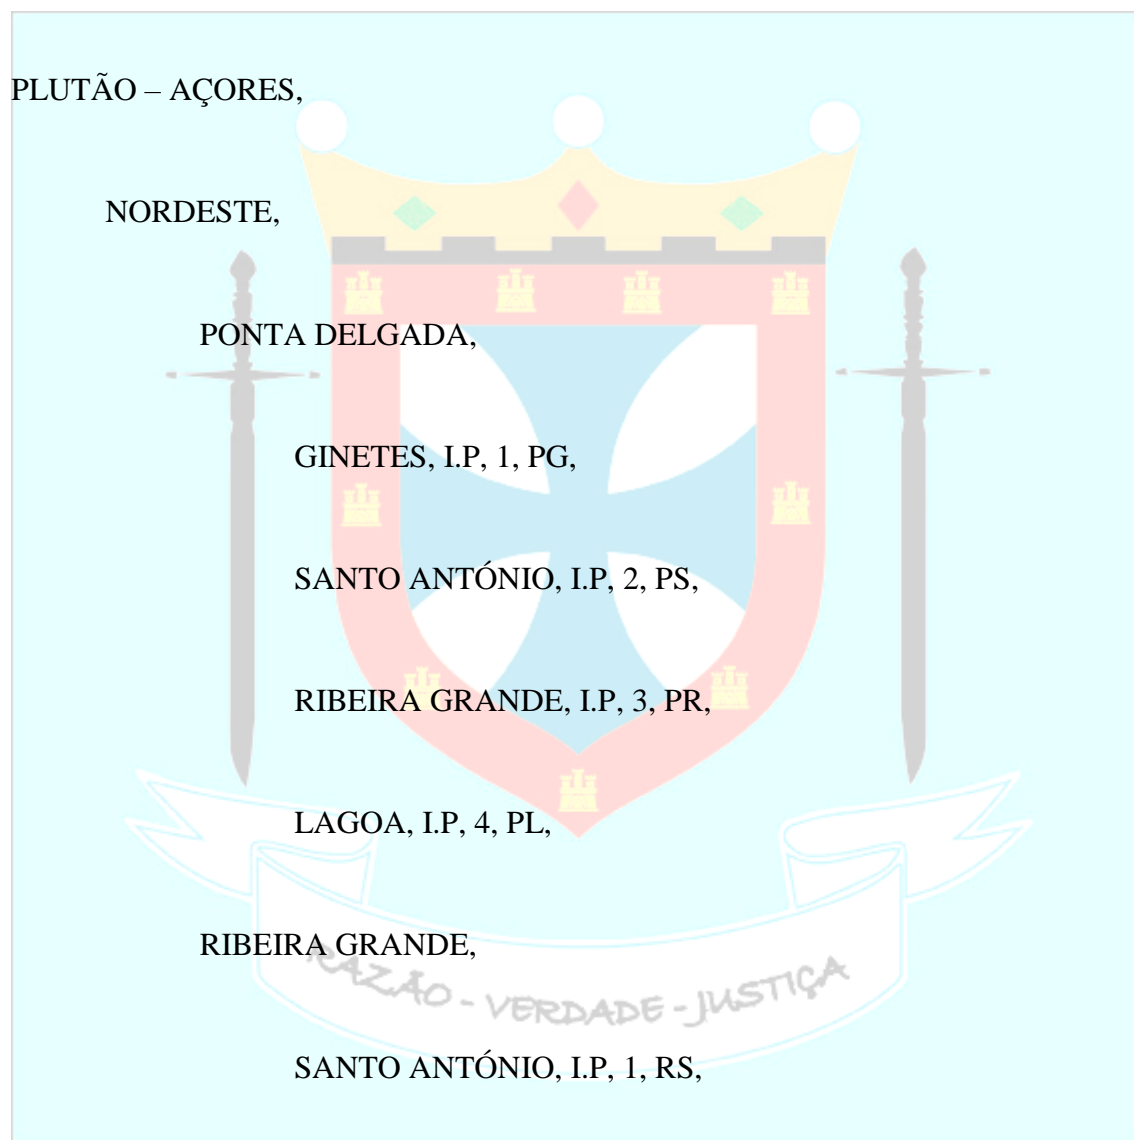 PLUTÃO – AÇORES,
NORDESTE,
PONTA DELGADA,
GINETES, I.P, 1, PG,
SANTO ANTÓNIO, I.P, 2, PS,
RIBEIRA GRANDE, I.P, 3, PR,
LAGOA, I.P, 4, PL,
RIBEIRA GRANDE,
RAZÃO - VERDADE - JUSTIÇA
SANTO ANTÓNIO, I.P, 1, RS,